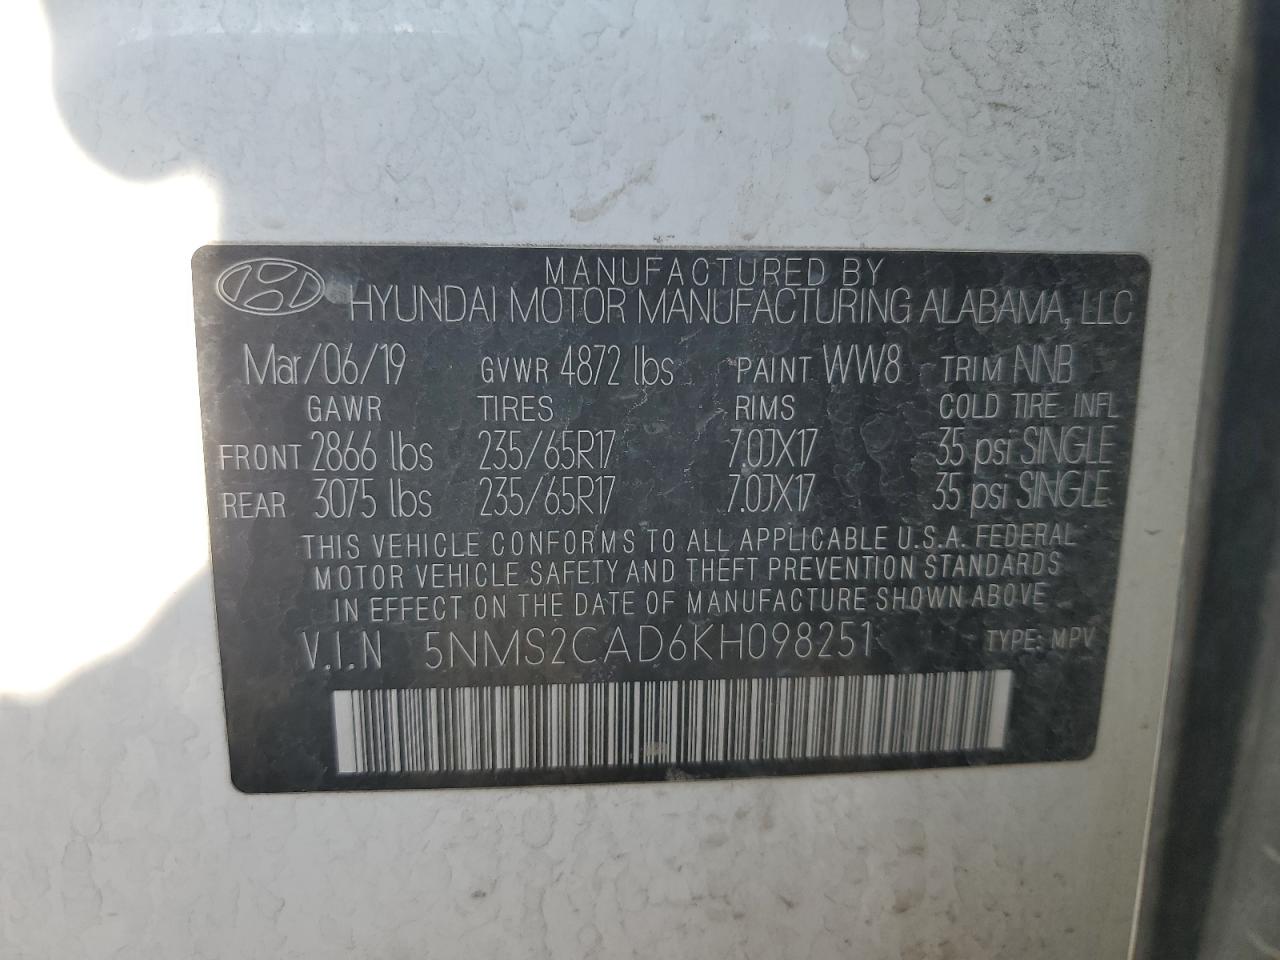 MANUFACTURED BY
HYUNDAI MOTOR MANUFACTURING ALABAMA, LLC
Mar/06/19 GVWR 4872 lbs PAINT WW8 TRIM NNB
GAWR TIRES RIMS COLD TIRE INFL
FRONT 2866 lbs 235/65R17 7.0JX17 35 psi SINGLE
REAR 3075 lbs 235/65R17 7.0JX17 35 psi SINGLE
THIS VEHICLE CONFORMS TO ALL APPLICABLE U.S.A. FEDERAL
MOTOR VEHICLE SAFETY AND THEFT PREVENTION STANDARDS
IN EFFECT ON THE DATE OF MANUFACTURE SHOWN ABOVE
V.I.N 5NMS2CAD6KH098251 TYPE: MPV